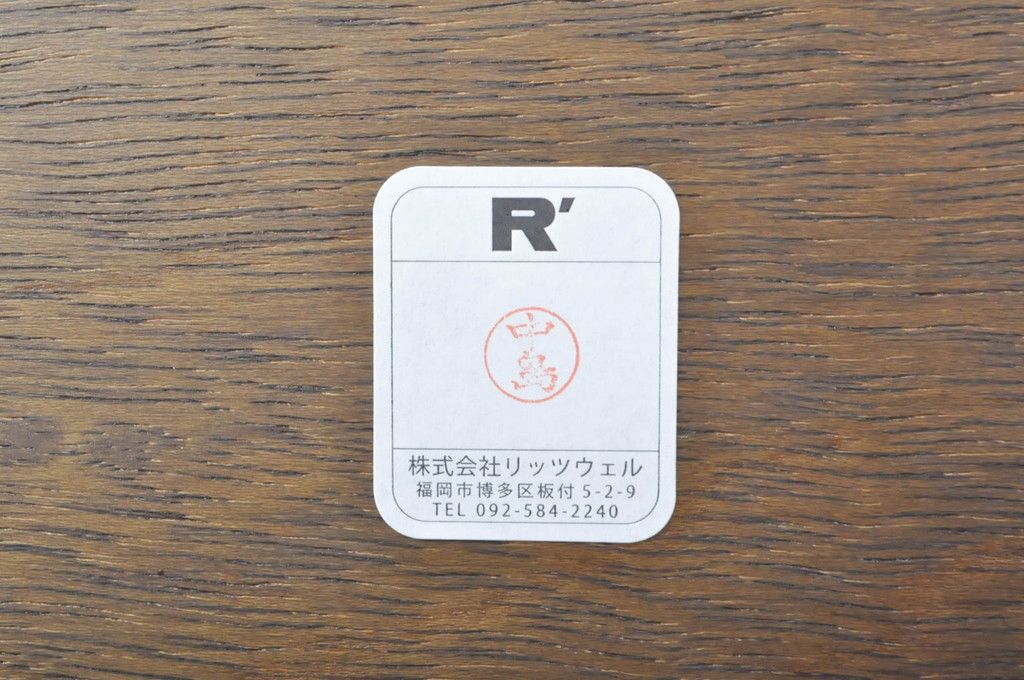 R'
中島
株式会社リッツウェル
福岡市博多区板付 5-2-9
TEL 092-584-2240